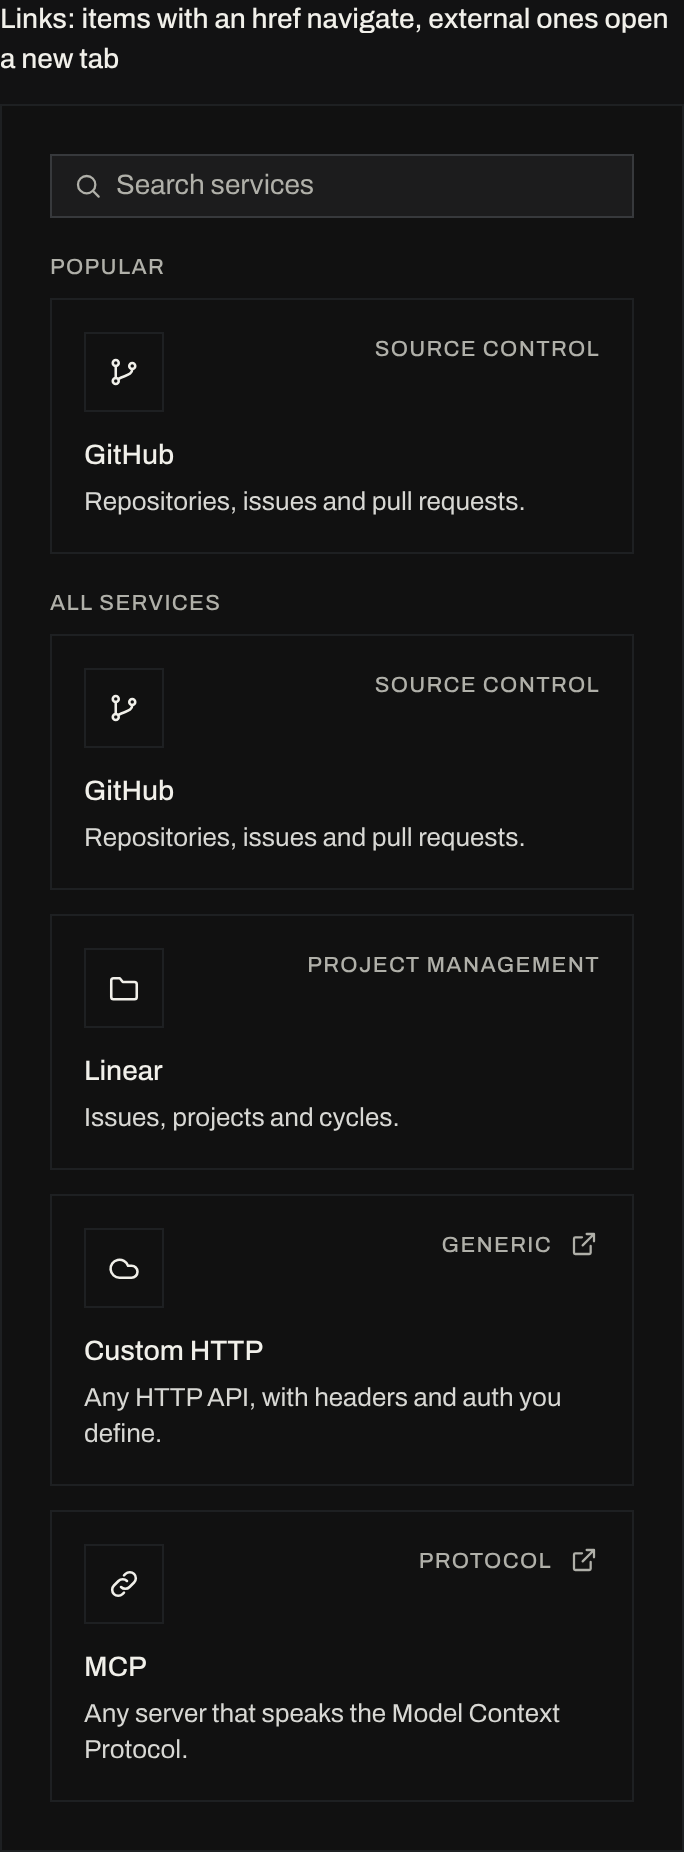 Links: items with an href navigate, external ones open
a new tab
Search services
POPULAR
SOURCE CONTROL
GitHub
Repositories, issues and pull requests.
ALL SERVICES
SOURCE CONTROL
GitHub
Repositories, issues and pull requests.
PROJECT MANAGEMENT
Linear
Issues, projects and cycles.
GENERIC
Custom HTTP
Any HTTP API, with headers and auth you
define.
PROTOCOL
MCP
Any server that speaks the Model Context
Protocol.